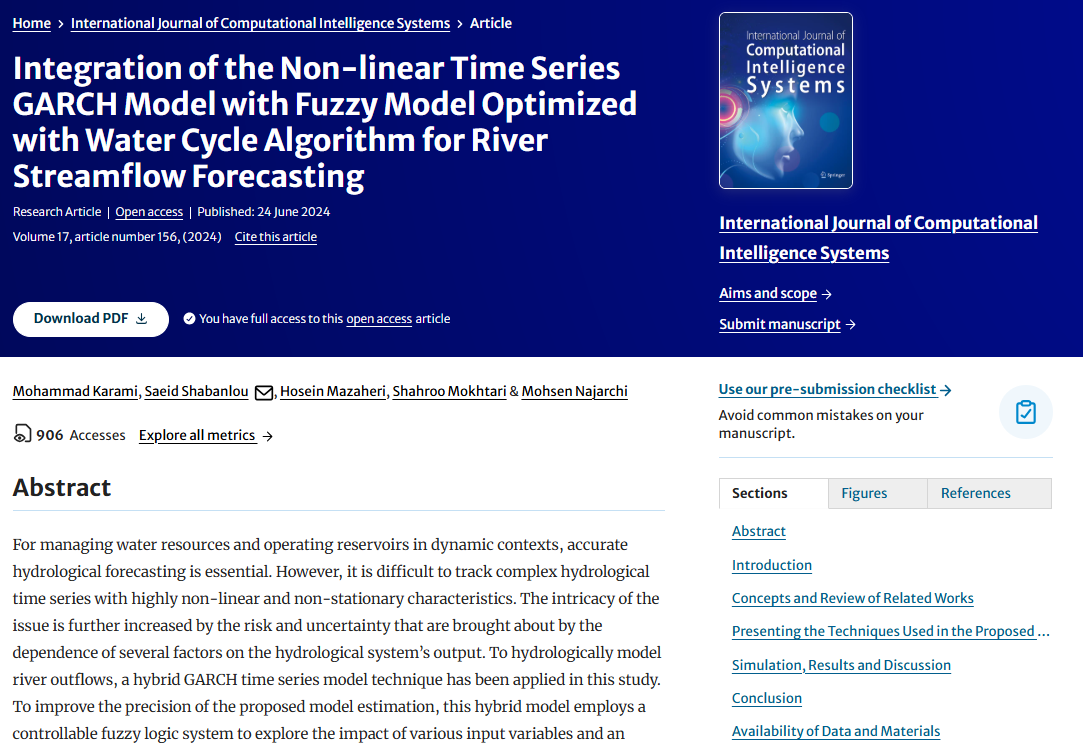 Home > International Journal of Computational Intelligence Systems > Article
Integration of the Non-linear Time Series
GARCH Model with Fuzzy Model Optimized
with Water Cycle Algorithm for River
Streamflow Forecasting
Research Article | Open access | Published: 24 June 2024
Volume 17, article number 156, (2024) Cite this article
Download PDF
You have full access to this open access article
International Journal of
Computational
Intelligence
Systems
Springer
International Journal of Computational
Intelligence Systems
Aims and scope →
Submit manuscript →
Mohammad Karami, Saeid Shabanlou, Hosein Mazaheri, Shahroo Mokhtari & Mohsen Najarchi
906 Accesses Explore all metrics →
Abstract
For managing water resources and operating reservoirs in dynamic contexts, accurate
hydrological forecasting is essential. However, it is difficult to track complex hydrological
time series with highly non-linear and non-stationary characteristics. The intricacy of the
issue is further increased by the risk and uncertainty that are brought about by the
dependence of several factors on the hydrological system's output. To hydrologically model
river outflows, a hybrid GARCH time series model technique has been applied in this study.
To improve the precision of the proposed model estimation, this hybrid model employs a
controllable fuzzy logic system to explore the impact of various input variables and an
Use our pre-submission checklist →
Avoid common mistakes on your
manuscript.
Sections Figures References
Abstract
Introduction
Concepts and Review of Related Works
Presenting the Techniques Used in the Proposed ...
Simulation, Results and Discussion
Conclusion
Availability of Data and Materials